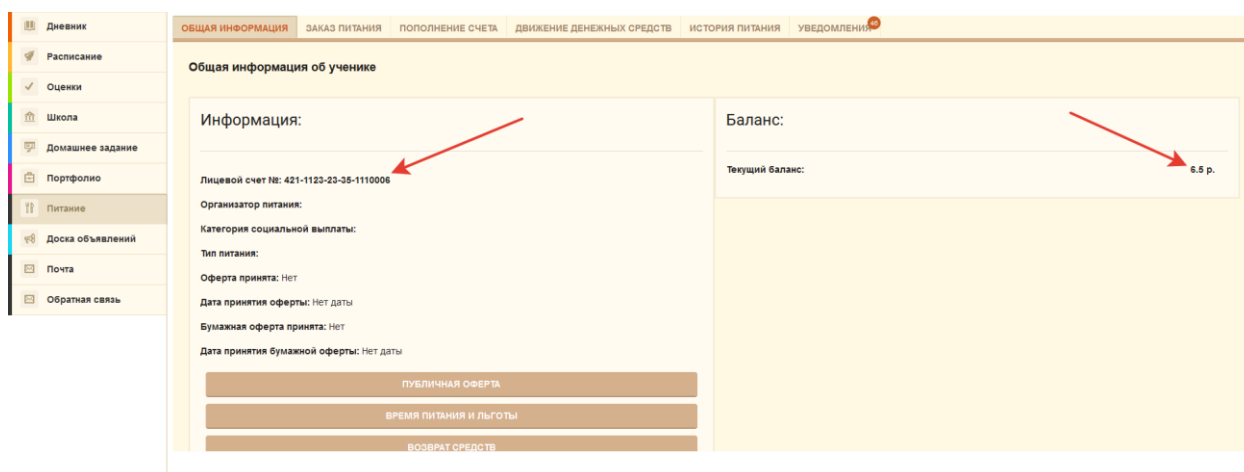 Дневник
Расписание
Оценки
Школа
Домашнее задание
Портфолио
Питание
Доска объявлений
Почта
Обратная связь
ОБЩАЯ ИНФОРМАЦИЯ ЗАКАЗ ПИТАНИЯ ПОПОЛНЕНИЕ СЧЕТА ДВИЖЕНИЕ ДЕНЕЖНЫХ СРЕДСТВ ИСТОРИЯ ПИТАНИЯ УВЕДОМЛЕНИЯ
Общая информация об ученике
Информация:
Лицевой счет №: 421-1123-23-35-1110006
Организатор питания:
Категория социальной выплаты:
Тип питания:
Оферта принята: Нет
Дата принятия оферты: Нет даты
Бумажная оферта принята: Нет
Дата принятия бумажной оферты: Нет даты
ПУБЛИЧНАЯ ОФЕРТА
ВРЕМЯ ПИТАНИЯ И ЛЬГОТЫ
ВОЗВРАТ СРЕДСТВ
Баланс:
Текущий баланс: 6.5 р.